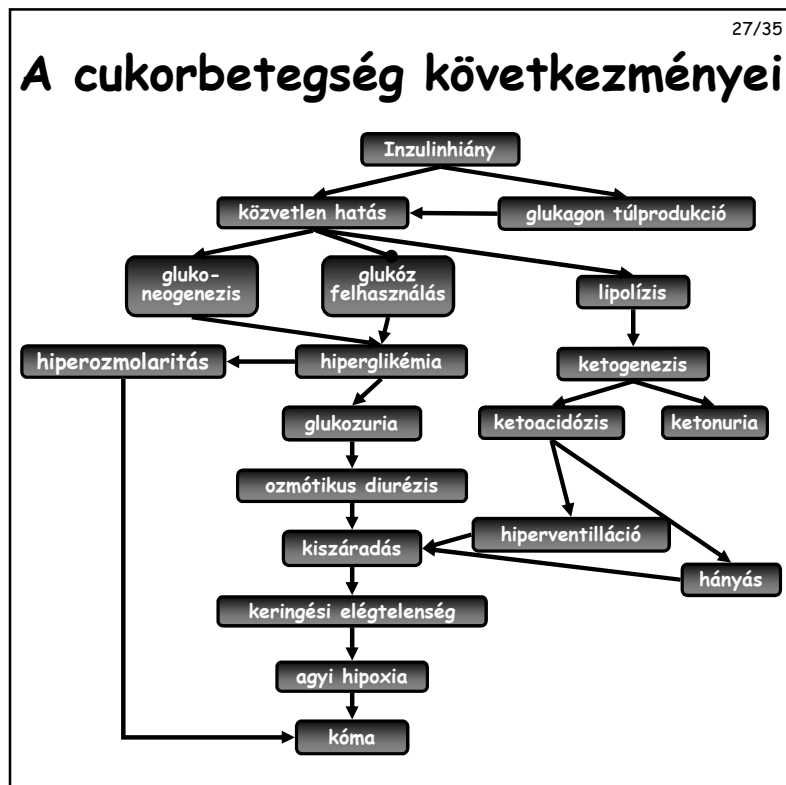 27/35
A cukorbetegség következményei
Inzulinhiány
közvetlen hatás
glukagon túlprodukció
gluko-
neogenezis
glukóz
felhasználás
lipolízis
hiperozmolaritás
hiperglikémia
ketogenezis
glukozuria
ketoacidózis
ketonuria
ozmótikus diurézis
kiszáradás
hiperventilláció
hányás
keringési elégtelenség
agyi hipoxia
kóma